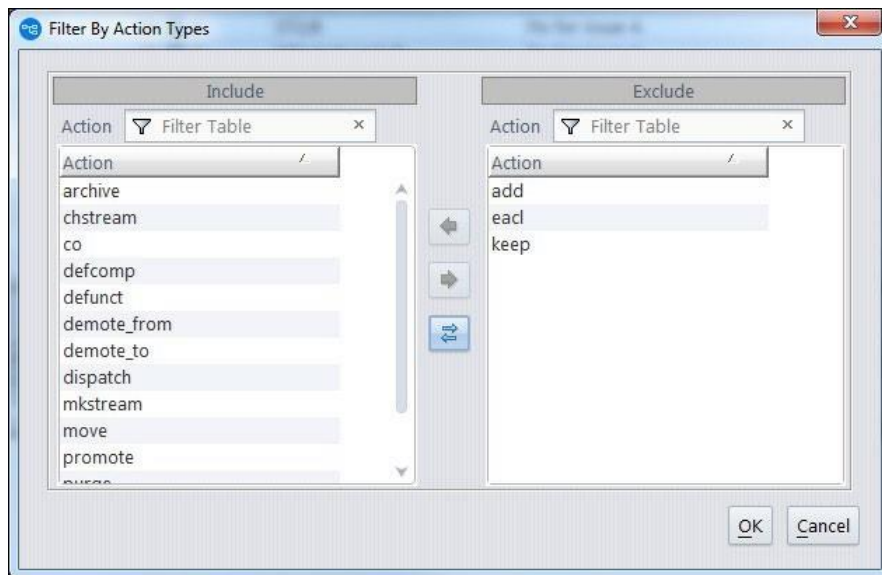 Filter By Action Types
Include
Exclude
Action Filter Table
Action Filter Table
Action
Action
archive
chstream
co
defcomp
defunct
demote_from
demote_to
dispatch
mkstream
move
promote
add
eacl
keep
OK
Cancel